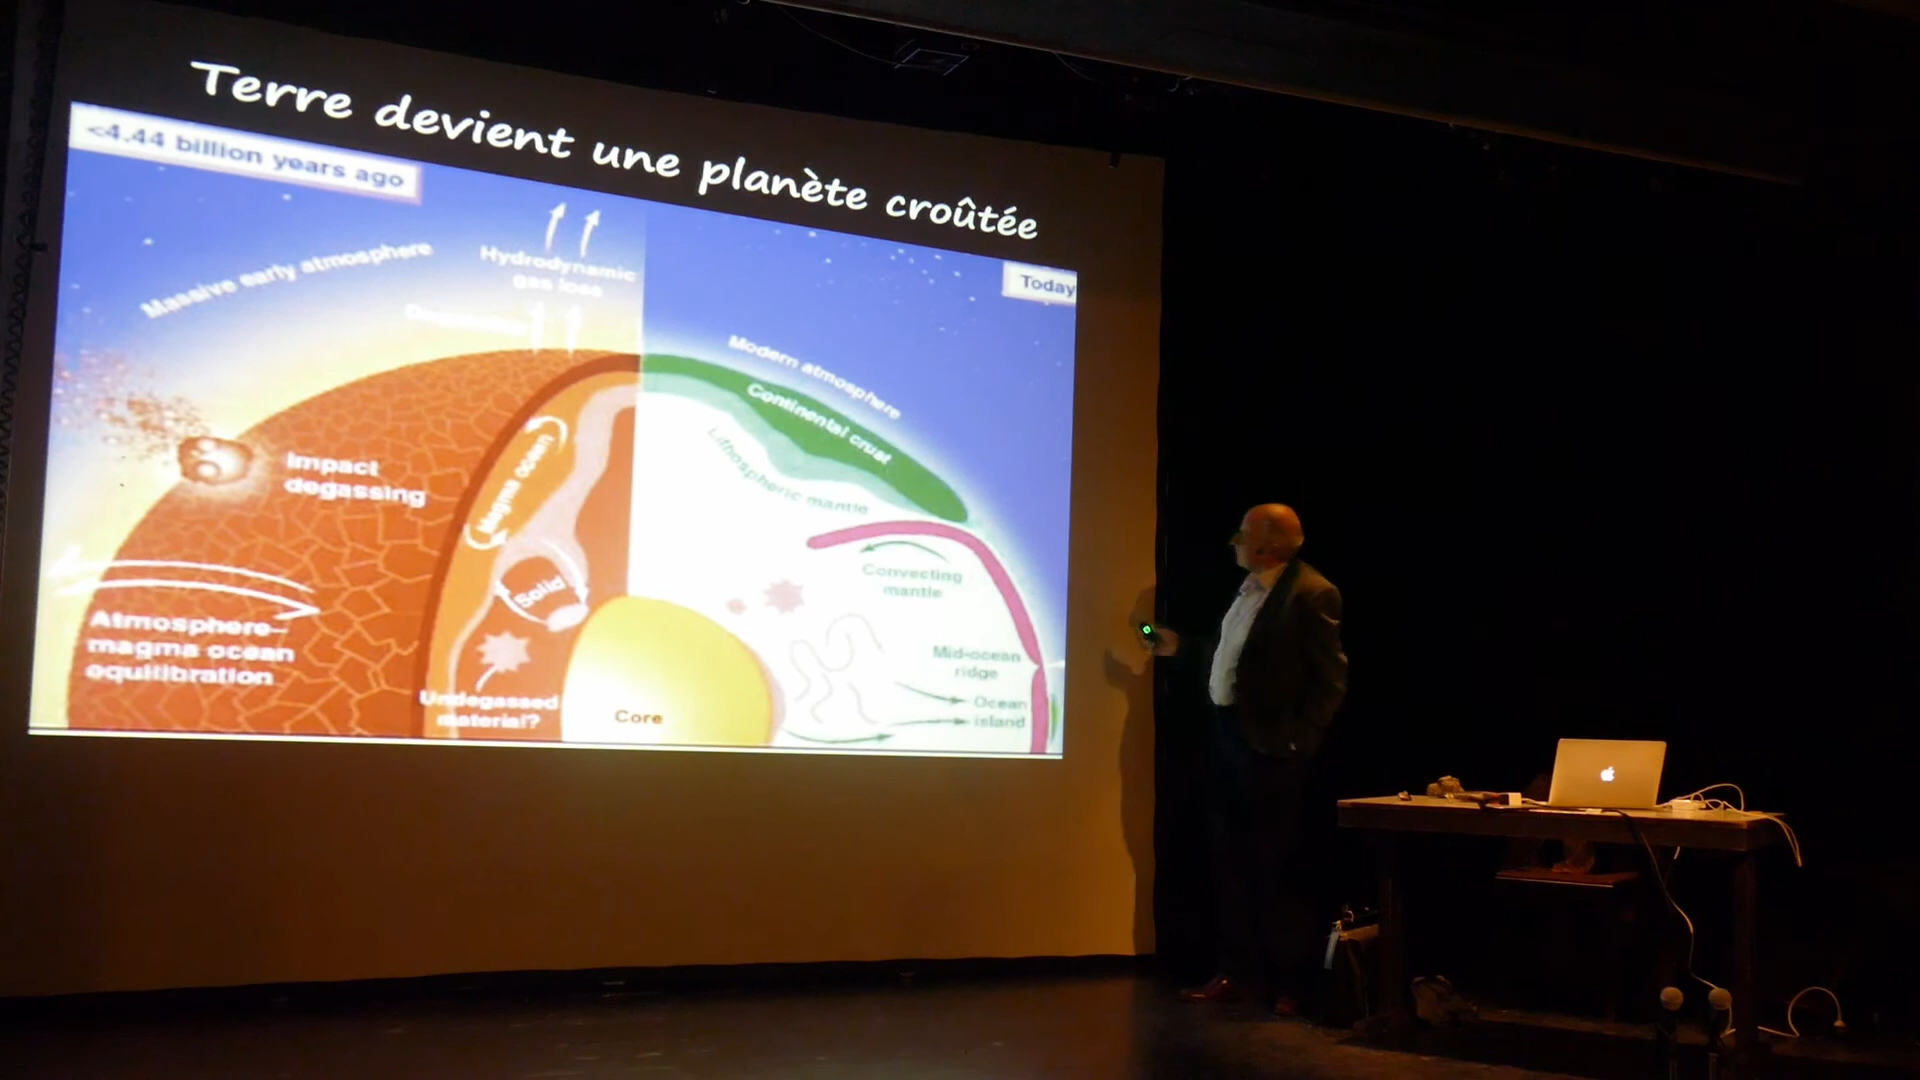 Terre devient une planète croûtée
<4.44 billion years ago
Today
Massive early atmosphere
Hydrodynamic
gas loss
Modern atmosphere
Continental crust
Lithospheric mantle
Impact
degassing
Magma ocean
Solid
Convecting
mantle
Atmosphere–
magma ocean
equilibration
Undegassed
material?
Core
Mid-ocean
ridge
Ocean
island